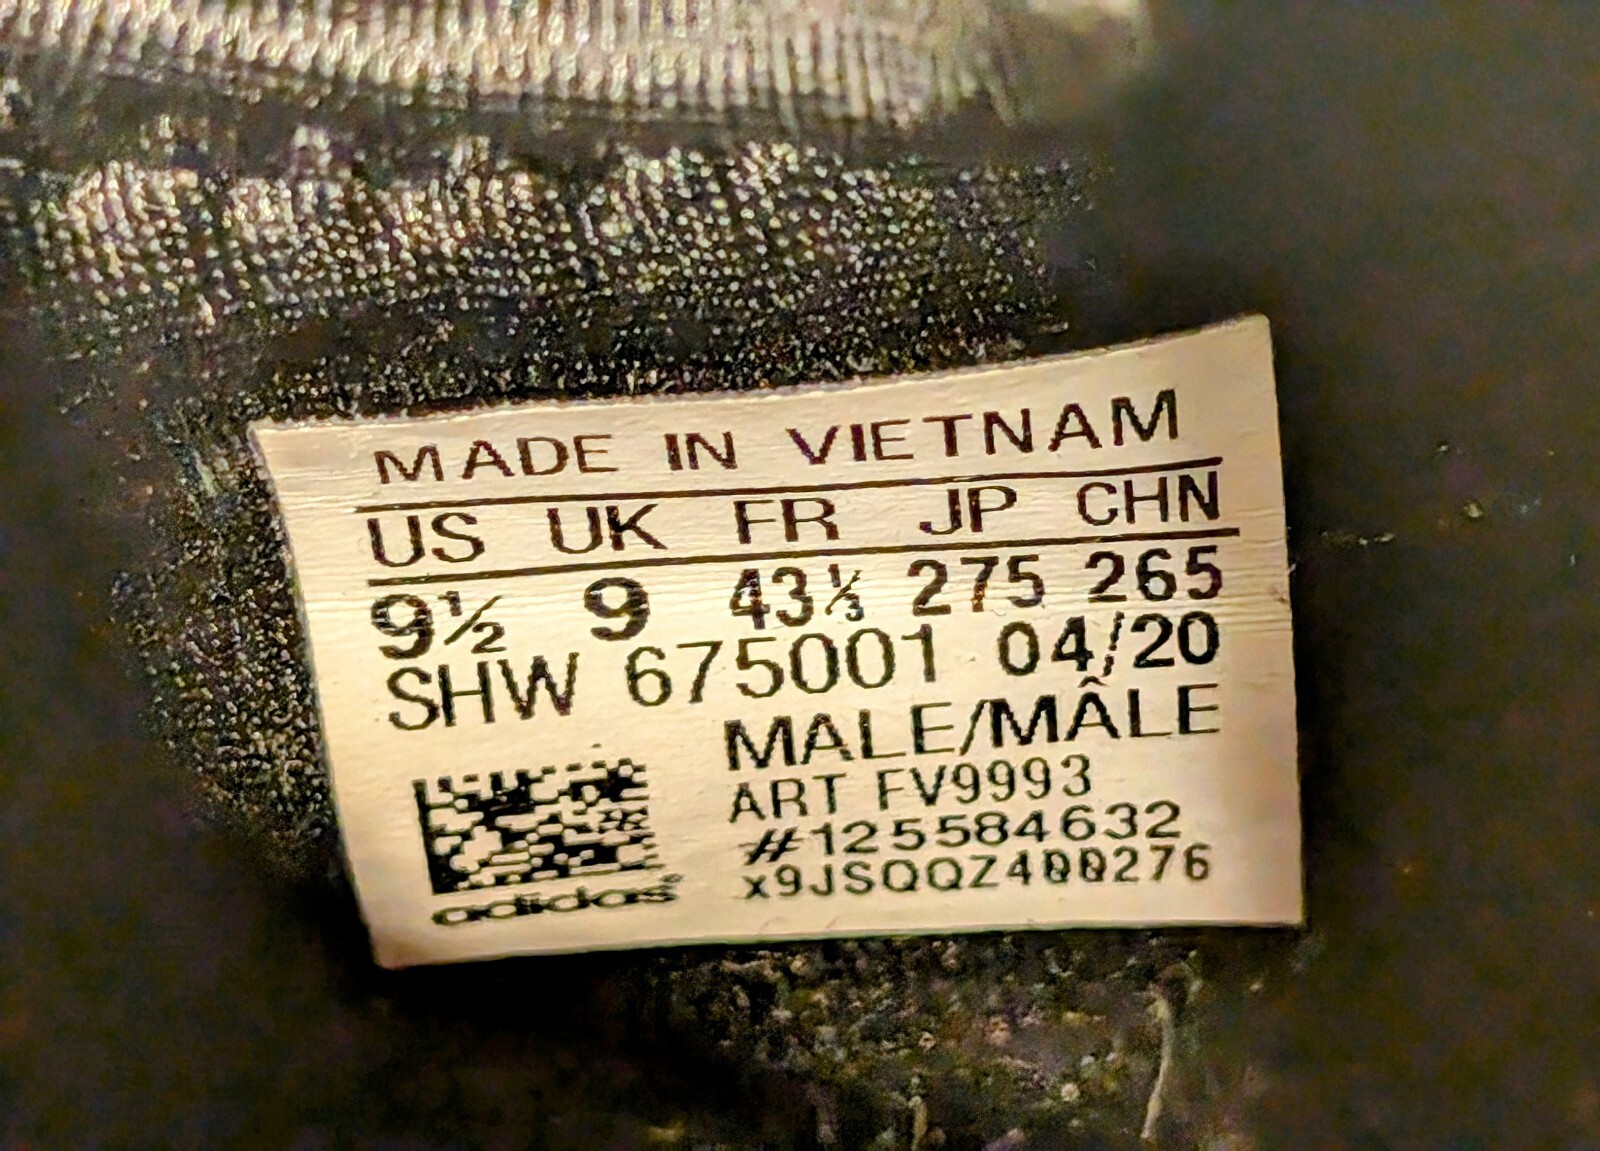 MADE IN VIETNAM
US UK FR JP CHN
9½ 9 43⅓ 275 265
SHW 675001 04/20
MALE/MÂLE
ART FV9993
#125584632
x9JSQQZ400276
adidas®